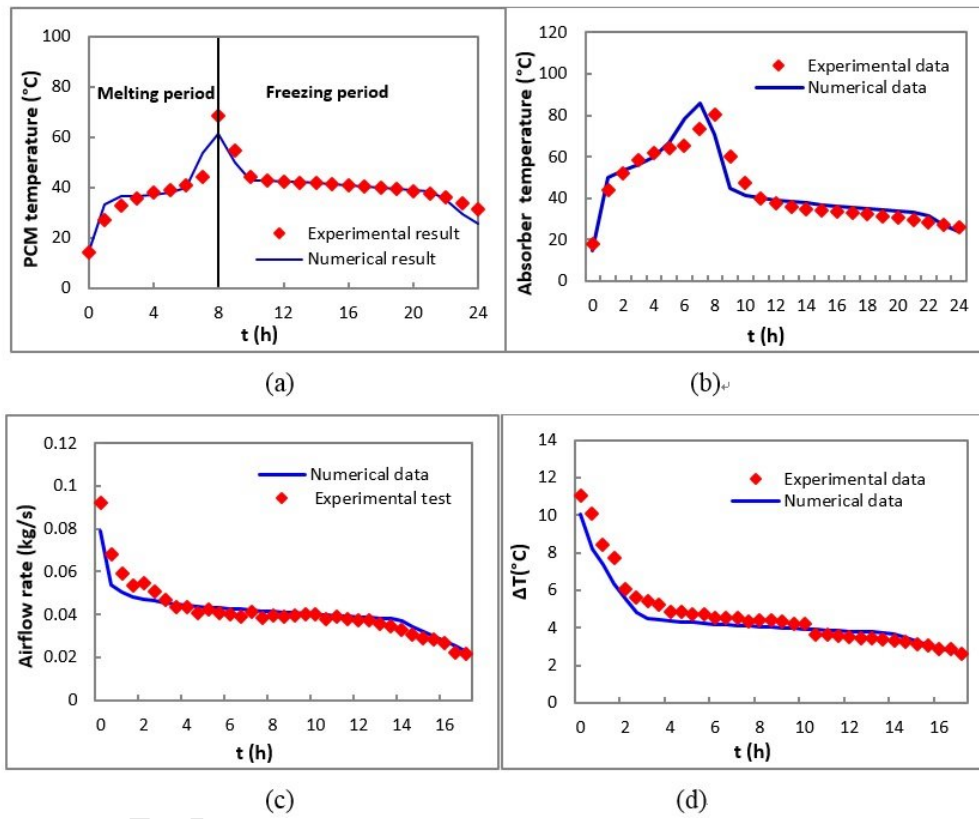 PCM temperature (°C)
100
80
60
40
20
0
Melting period
Freezing period
Experimental result
Numerical result
0 4 8 12 16 20 24
t (h)
(a)
Absorber temperature (°C)
120
100
80
60
40
20
0
Experimental data
Numerical data
0 2 4 6 8 10 12 14 16 18 20 22 24
t (h)
(b)
Airflow rate (kg/s)
0.12
0.1
0.08
0.06
0.04
0.02
0
Numerical data
Experimental test
0 2 4 6 8 10 12 14 16
t (h)
(c)
ΔT(°C)
14
12
10
8
6
4
2
0
Experimental data
Numerical data
0 2 4 6 8 10 12 14 16
t (h)
(d)